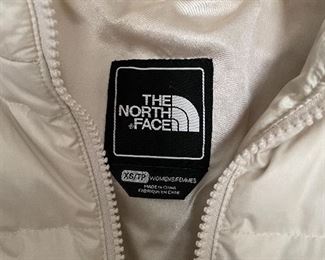 THE
NORTH
FACE
XS/TP WOMENS/FEMMES
MADE IN CHINA
FABRIQUÉ EN CHINE